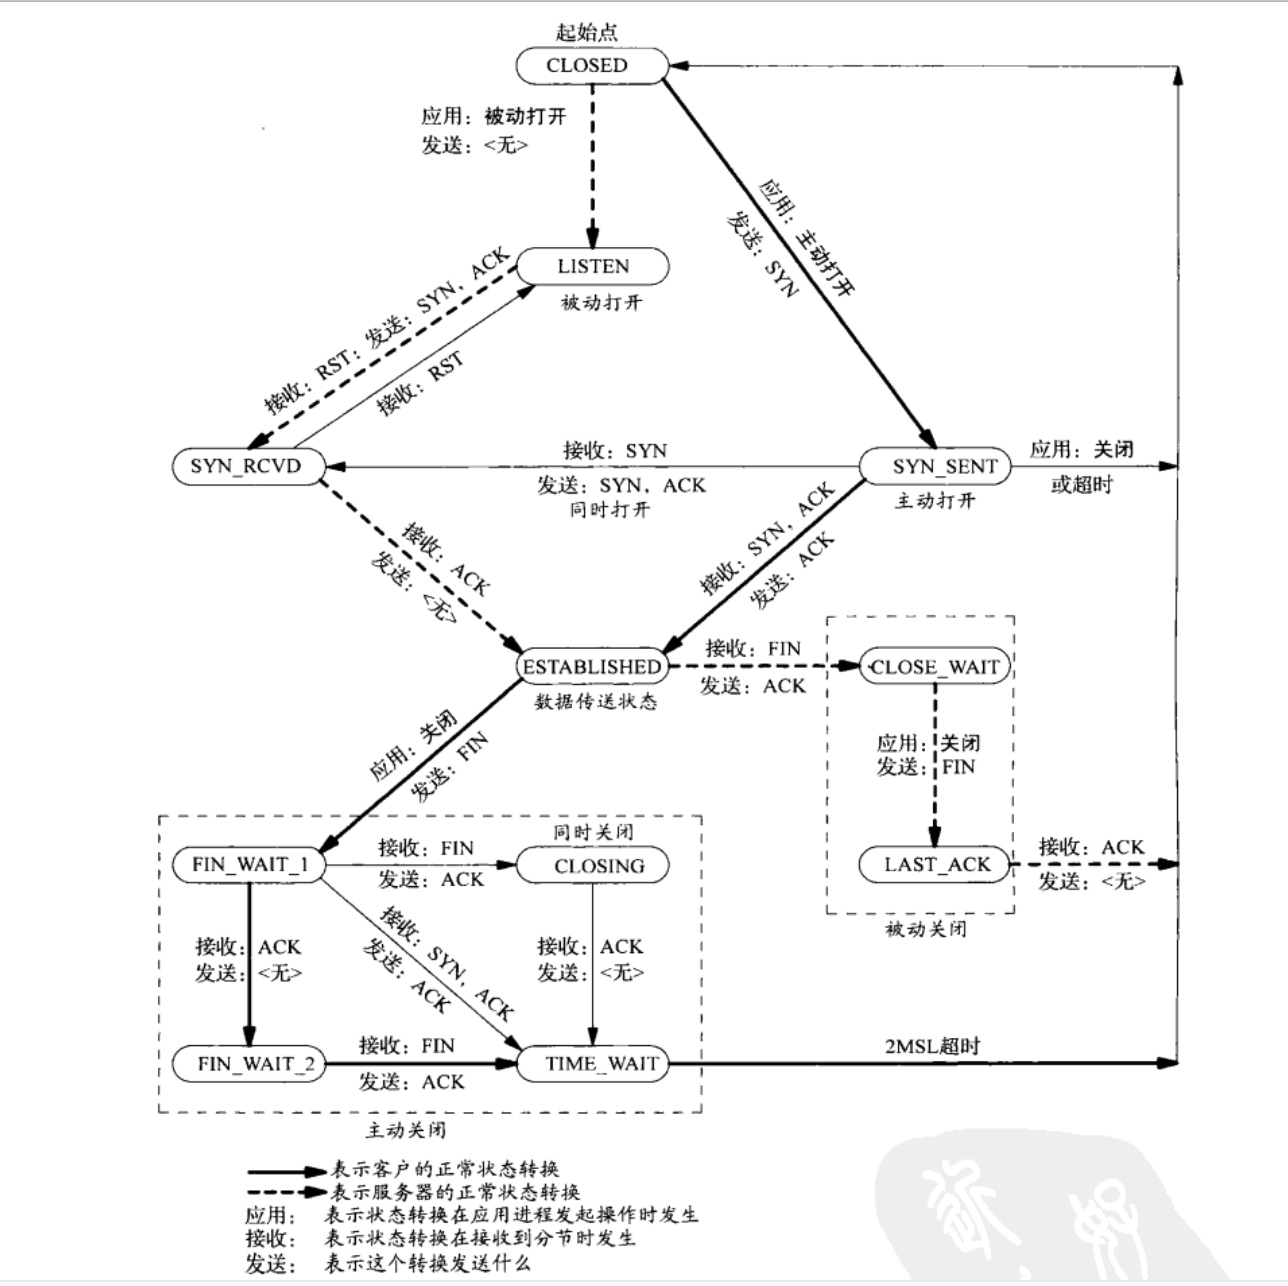 起始点
CLOSED
应用：被动打开
发送：<无>
应用：主动打开
发送：SYN
LISTEN
被动打开
接收：RST；发送：SYN，ACK
接收：RST
SYN_RCVD
接收：SYN
发送：SYN，ACK
同时打开
SYN_SENT
主动打开
应用：关闭
或超时
接收：ACK
发送：<无>
接收：SYN，ACK
发送：ACK
ESTABLISHED
数据传送状态
接收：FIN
发送：ACK
CLOSE_WAIT
应用：关闭
发送：FIN
应用：关闭
发送：FIN
LAST_ACK
接收：ACK
发送：<无>
被动关闭
同时关闭
FIN_WAIT_1
接收：FIN
发送：ACK
CLOSING
接收：ACK
发送：<无>
接收：SYN，ACK
发送：ACK
接收：ACK
发送：<无>
FIN_WAIT_2
接收：FIN
发送：ACK
TIME_WAIT
2MSL超时
主动关闭
表示客户的正常状态转换
表示服务器的正常状态转换
应用： 表示状态转换在应用进程发起操作时发生
接收： 表示状态转换在接收到分节时发生
发送： 表示这个转换发送什么